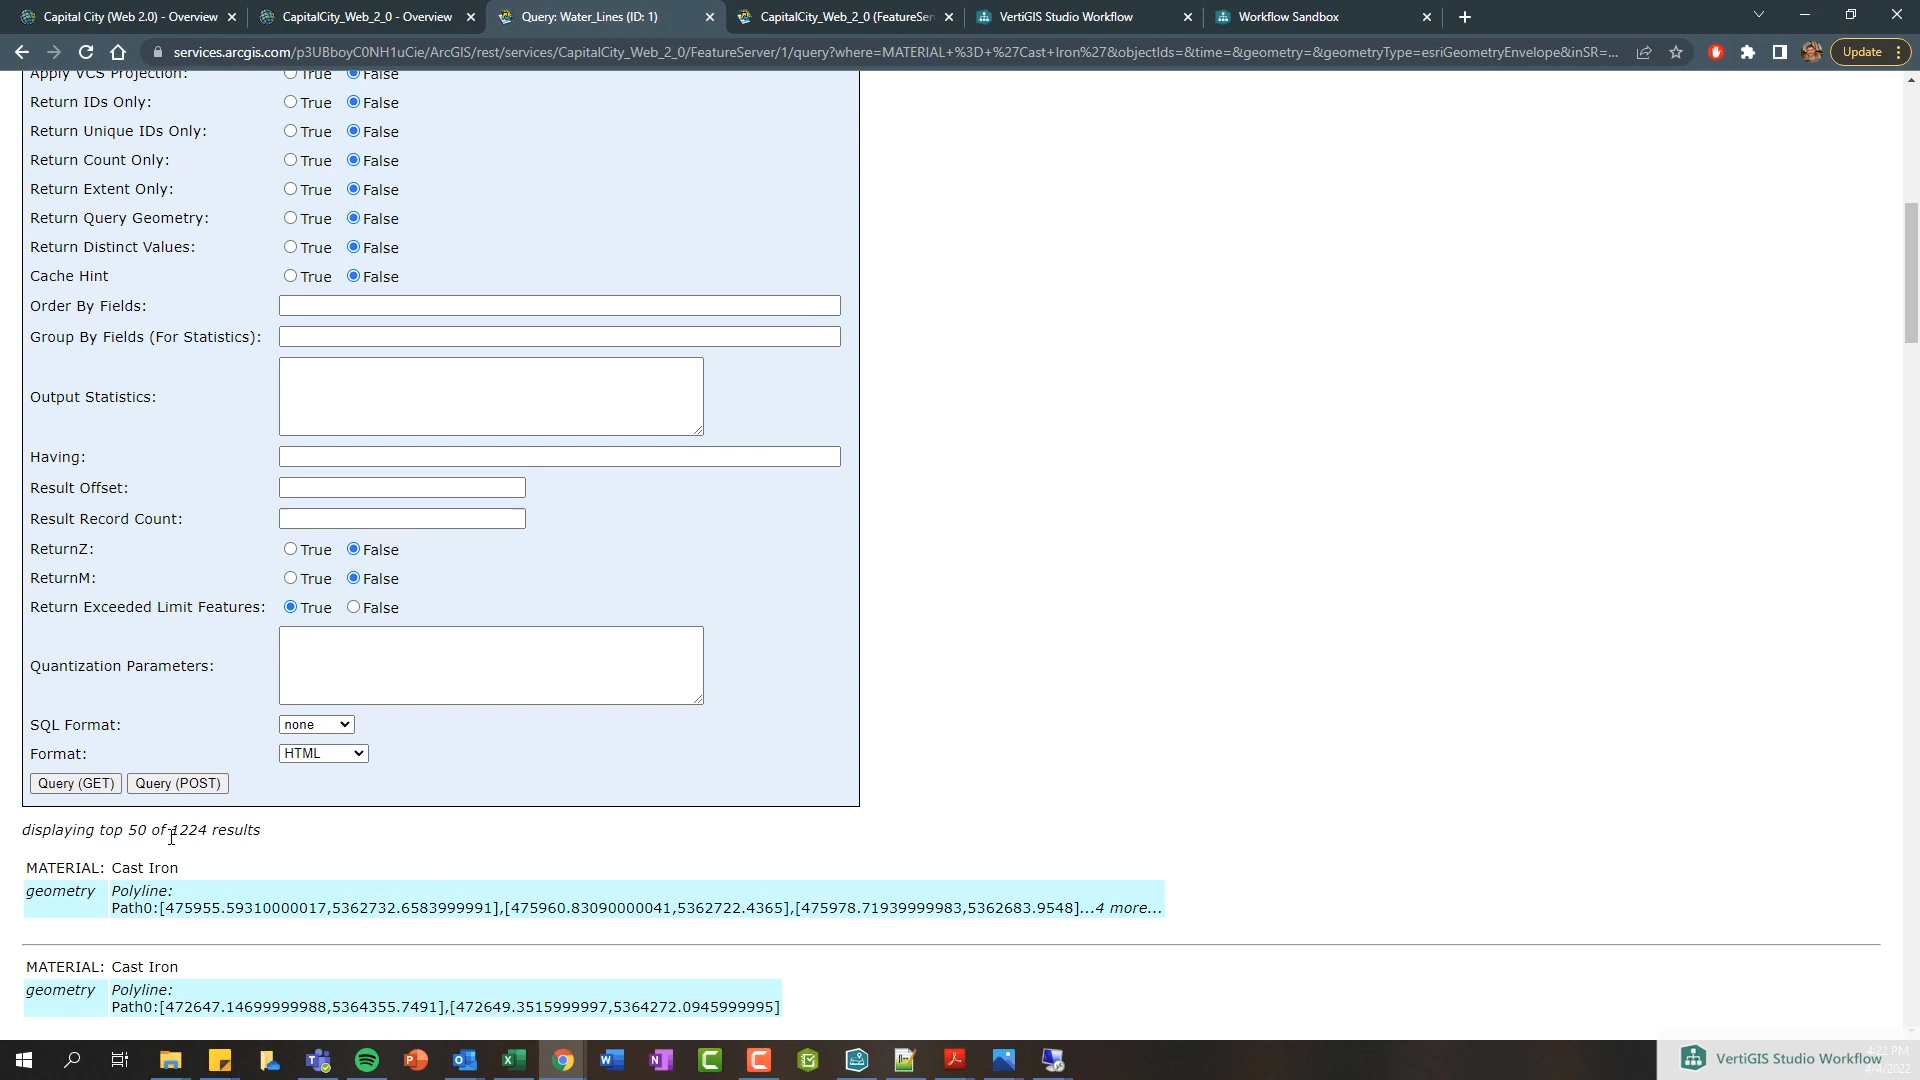 Capital City (Web 2.0) - Overview
CapitalCity_Web_2_0 - Overview
Query: Water_Lines (ID: 1)
CapitalCity_Web_2_0 (FeatureSer
VertiGIS Studio Workflow
Workflow Sandbox
services.arcgis.com/p3UBboyC0NH1uCie/ArcGIS/rest/services/CapitalCity_Web_2_0/FeatureServer/1/query?where=MATERIAL+%3D+%27Cast+Iron%27&objectIds=&time=&geometry=&geometryType=esriGeometryEnvelope&inSR=...
Update
Apply VCS Projection: True False
Return IDs Only: True False
Return Unique IDs Only: True False
Return Count Only: True False
Return Extent Only: True False
Return Query Geometry: True False
Return Distinct Values: True False
Cache Hint True False
Order By Fields:
Group By Fields (For Statistics):
Output Statistics:
Having:
Result Offset:
Result Record Count:
ReturnZ: True False
ReturnM: True False
Return Exceeded Limit Features: True False
Quantization Parameters:
SQL Format: none
Format: HTML
Query (GET) Query (POST)
displaying top 50 of 1224 results
MATERIAL: Cast Iron
geometry Polyline:
Path0:[475955.59310000017,5362732.6583999991],[475960.83090000041,5362722.4365],[475978.71939999983,5362683.9548]...4 more...
MATERIAL: Cast Iron
geometry Polyline:
Path0:[472647.14699999988,5364355.7491],[472649.3515999997,5364272.0945999995]
VertiGIS Studio Workflow
4:22 PM
4/4/2022